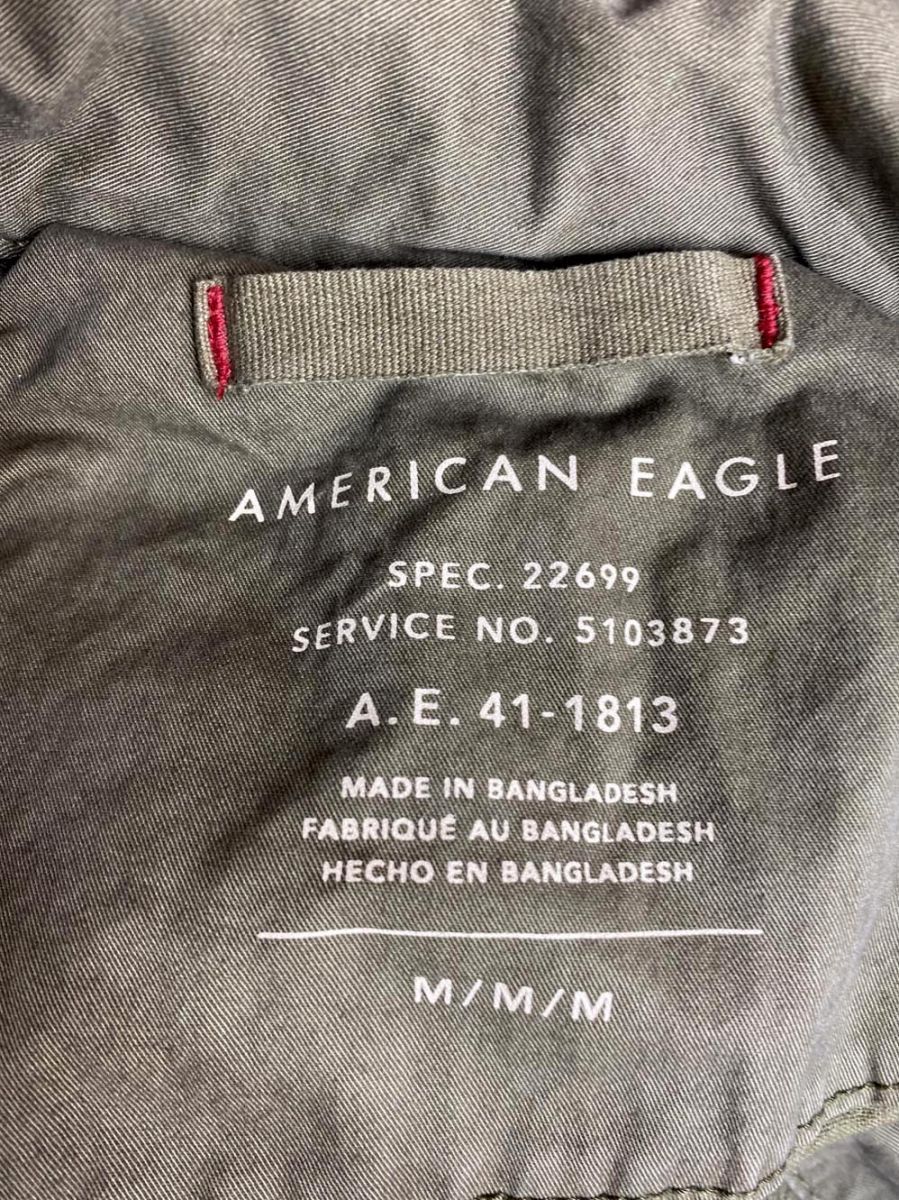 AMERICAN EAGLE
SPEC. 22699
SERVICE NO. 5103873
A.E. 41-1813
MADE IN BANGLADESH
FABRIQUÉ AU BANGLADESH
HECHO EN BANGLADESH
M/M/M